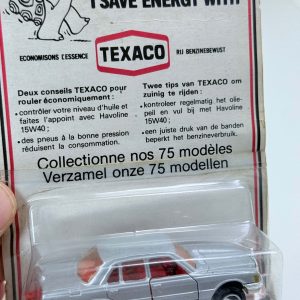 I SAVE ENERGY WITH
ECONOMISONS L'ESSENCE
TEXACO
RIJ BENZINEBEWUST
Deux conseils TEXACO pour
rouler économiquement :
• contrôler votre niveau d'huile et
faites l'appoint avec Havoline
15W40 ;
• des pneus à la bonne pression
réduisent la consommation.
Twee tips van TEXACO om
zuinig te rijden :
• kontroleer regelmatig het olie-
peil en vul bij met Havoline
15W40 ;
• een juiste druk van de banden
beperkt het benzineverbruik.
Collectionne nos 75 modèles
Verzamel onze 75 modellen